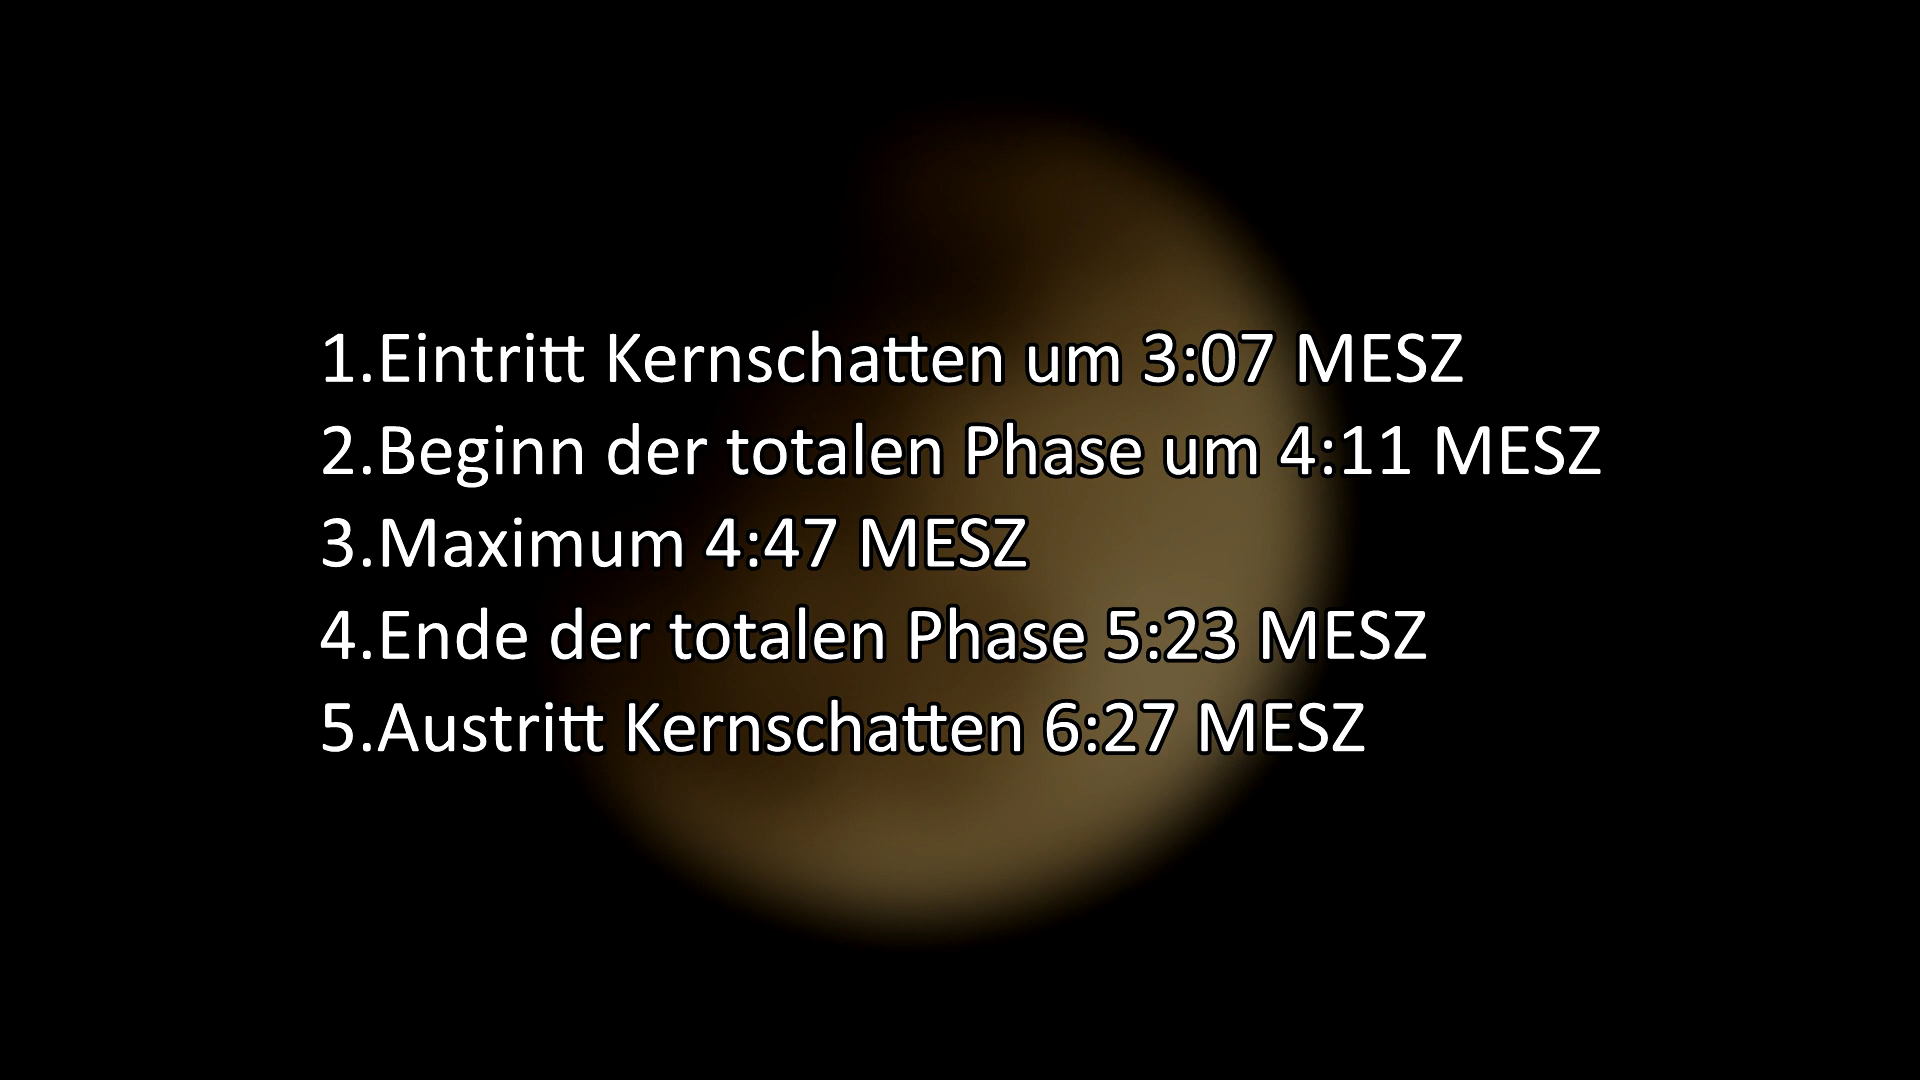 1.Eintritt Kernschatten um 3:07 MESZ
2.Beginn der totalen Phase um 4:11 MESZ
3.Maximum 4:47 MESZ
4.Ende der totalen Phase 5:23 MESZ
5.Austritt Kernschatten 6:27 MESZ